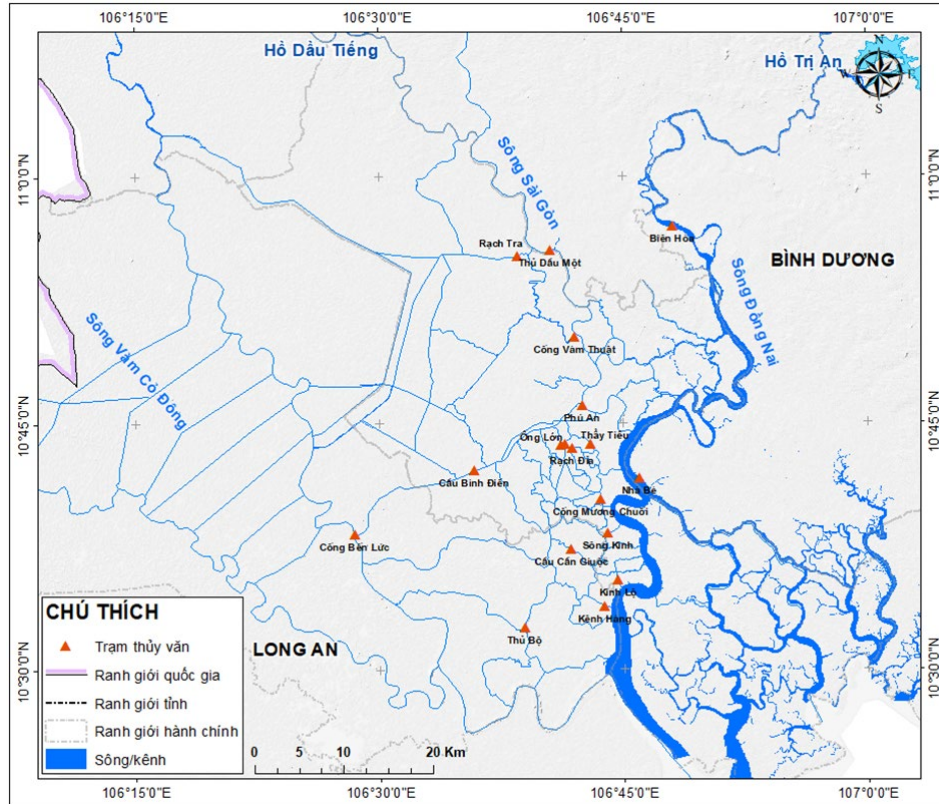 106°15'0"E
106°30'0"E
106°45'0"E
107°0'0"E
Hồ Dầu Tiếng
Hồ Trị An
N
W
E
S
11°0'0"N
11°0'0"N
Sông Sài Gòn
Biên Hoà
Rạch Tra
Thủ Dầu Một
BÌNH DƯƠNG
Sông Đồng Nai
Sông Vàm Cỏ Đông
Cống Vàm Thuật
10°45'0"N
10°45'0"N
Phú An
Ông Lớn
Thầy Tiêu
Rạch Đỉa
Cầu Bình Điền
Nhà Bè
Cống Mương Chuối
Cống Bến Lức
Sông Kinh
Cầu Cần Giuộc
Kinh Lộ
Kênh Hàng
Thủ Bộ
LONG AN
10°30'0"N
10°30'0"N
CHÚ THÍCH
Trạm thủy văn
Ranh giới quốc gia
Ranh giới tỉnh
Ranh giới hành chính
Sông/kênh
0 5 10 20 Km
106°15'0"E
106°30'0"E
106°45'0"E
107°0'0"E